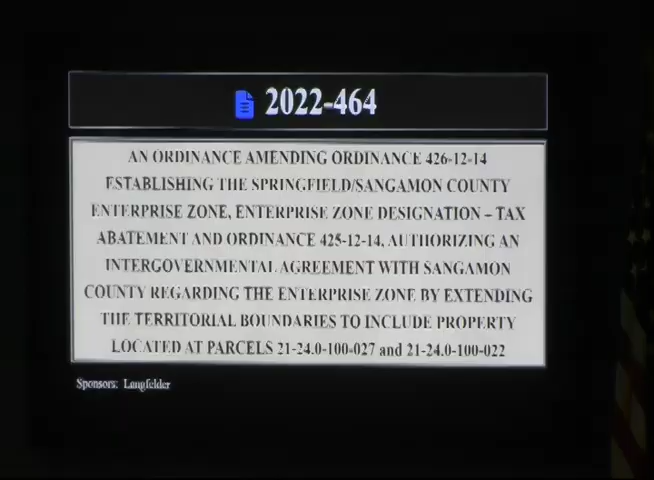 2022-464
AN ORDINANCE AMENDING ORDINANCE 426-12-14
ESTABLISHING THE SPRINGFIELD/SANGAMON COUNTY
ENTERPRISE ZONE, ENTERPRISE ZONE DESIGNATION – TAX
ABATEMENT AND ORDINANCE 425-12-14, AUTHORIZING AN
INTERGOVERNMENTAL AGREEMENT WITH SANGAMON
COUNTY REGARDING THE ENTERPRISE ZONE BY EXTENDING
THE TERRITORIAL BOUNDARIES TO INCLUDE PROPERTY
LOCATED AT PARCELS 21-24.0-100-027 and 21-24.0-100-022
Sponsors: Langfelder